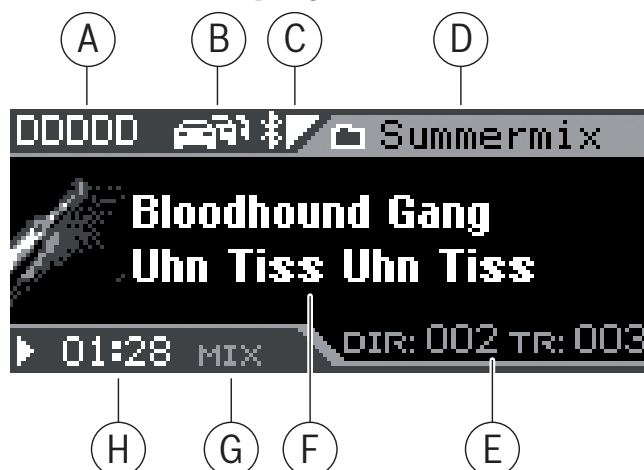 A B C D
DDDDD Summermix
Bloodhound Gang
Uhn Tiss Uhn Tiss
01:28 MIX DIR: 002 TR: 003
H G F E